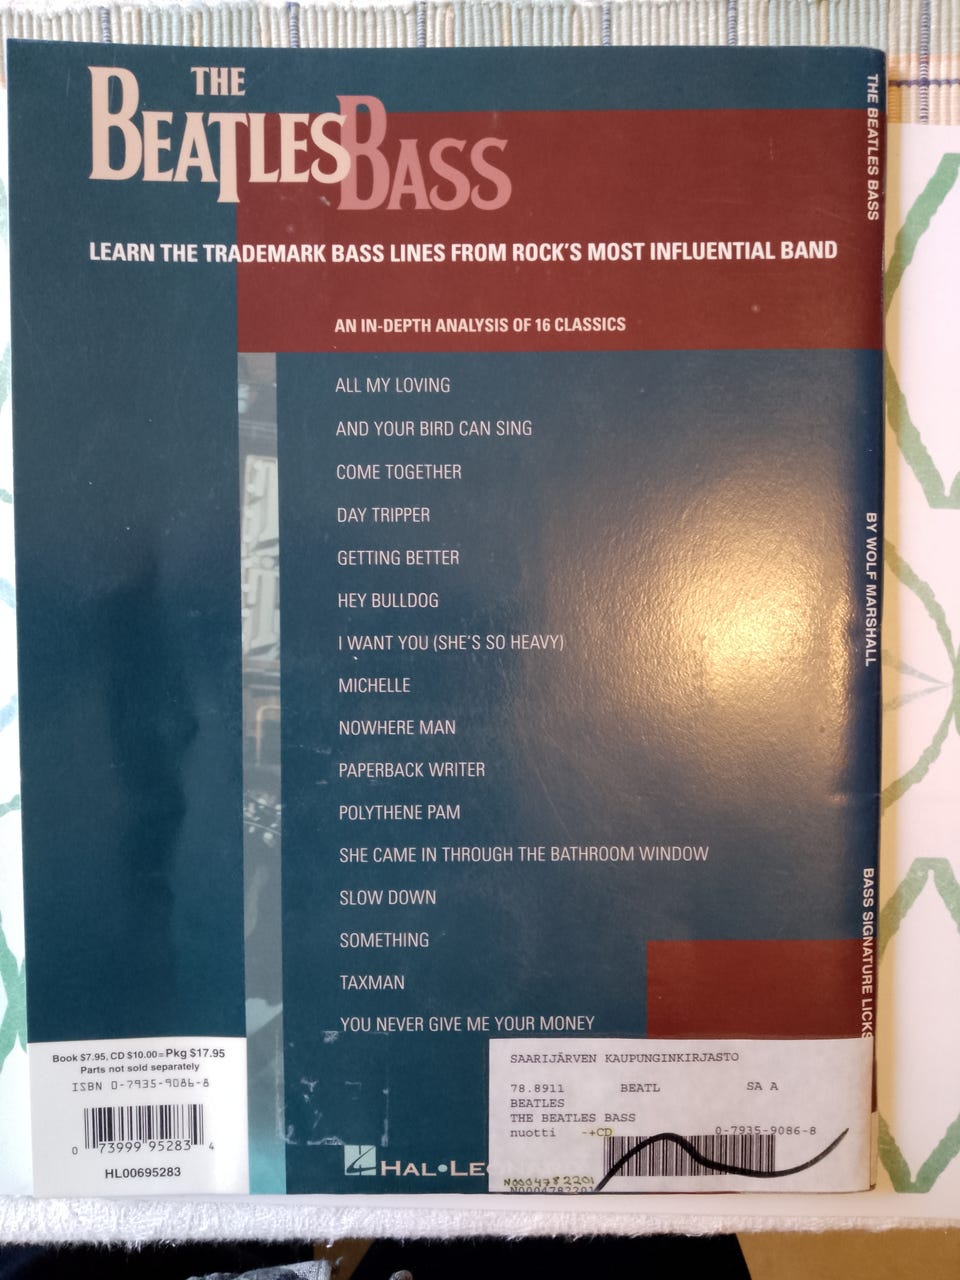 THE
BEATLES BASS
LEARN THE TRADEMARK BASS LINES FROM ROCK'S MOST INFLUENTIAL BAND
AN IN-DEPTH ANALYSIS OF 16 CLASSICS
ALL MY LOVING
AND YOUR BIRD CAN SING
COME TOGETHER
DAY TRIPPER
GETTING BETTER
HEY BULLDOG
I WANT YOU (SHE'S SO HEAVY)
MICHELLE
NOWHERE MAN
PAPERBACK WRITER
POLYTHENE PAM
SHE CAME IN THROUGH THE BATHROOM WINDOW
SLOW DOWN
SOMETHING
TAXMAN
YOU NEVER GIVE ME YOUR MONEY
Book $7.95, CD $10.00=Pkg $17.95
Parts not sold separately
ISBN 0-7935-9086-8
0 73999 95283 4
HL00695283
HAL•LEONARD
SAARIJÄRVEN KAUPUNGINKIRJASTO
78.8911 BEATL SA A
BEATLES
THE BEATLES BASS
nuotti -+CD 0-7935-9086-8
N0004782201
N0004782201
THE BEATLES BASS
BY WOLF MARSHALL
BASS SIGNATURE LICKS